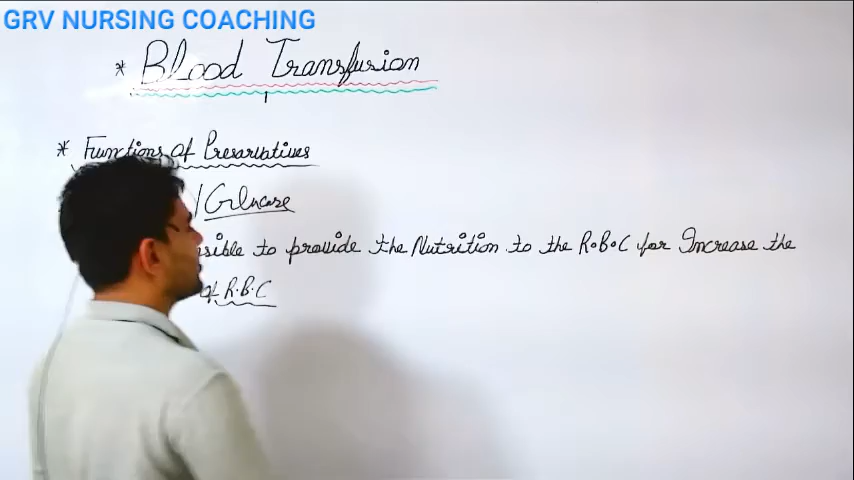 GRV NURSING COACHING
* Blood Transfusion
* Functions of Preservatives
/ Glucose
sible to provide the Nutrition to the R.B.C for Increase the
of R.B.C